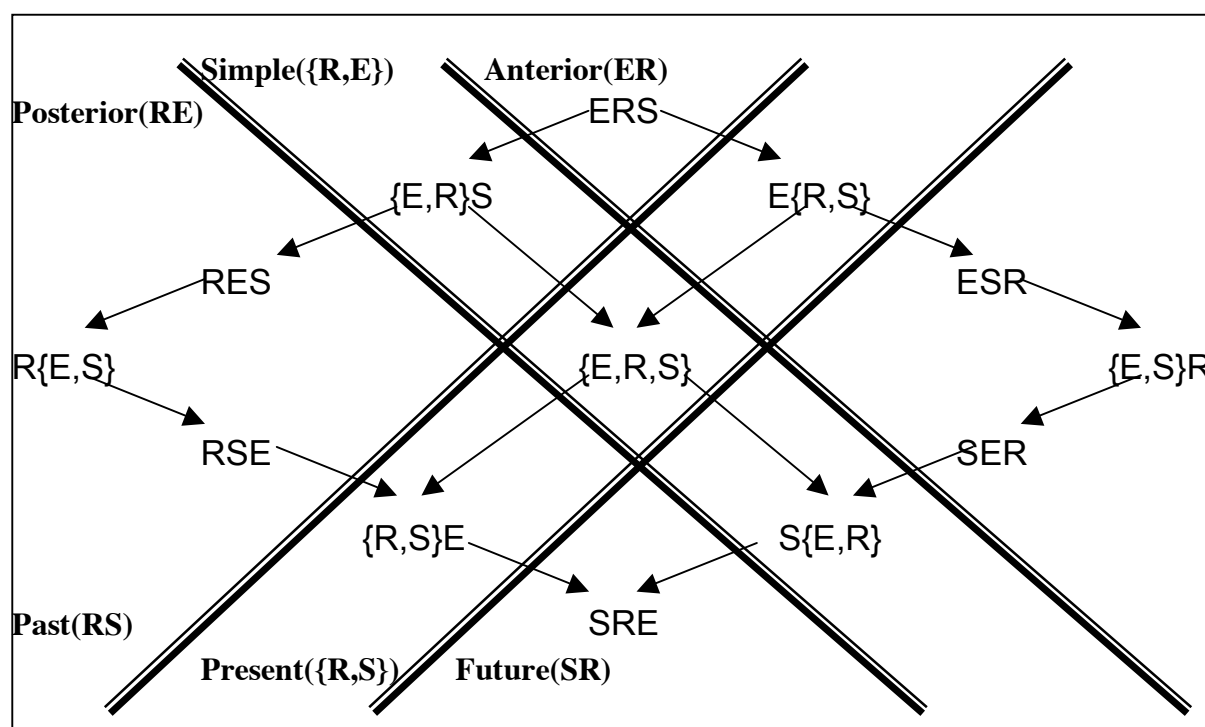 Simple({R,E}) Anterior(ER)
Posterior(RE) ERS
{E,R}S E{R,S}
RES ESR
R{E,S} {E,R,S} {E,S}R
RSE SER
{R,S}E S{E,R}
Past(RS) SRE
Present({R,S}) Future(SR)